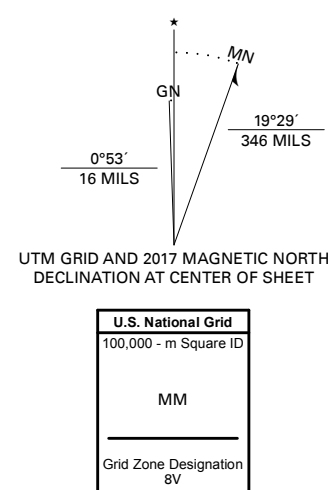 ★
MN
GN
19°29´
346 MILS
0°53´
16 MILS
UTM GRID AND 2017 MAGNETIC NORTH
DECLINATION AT CENTER OF SHEET
U.S. National Grid
100,000 - m Square ID
MM
Grid Zone Designation
8V